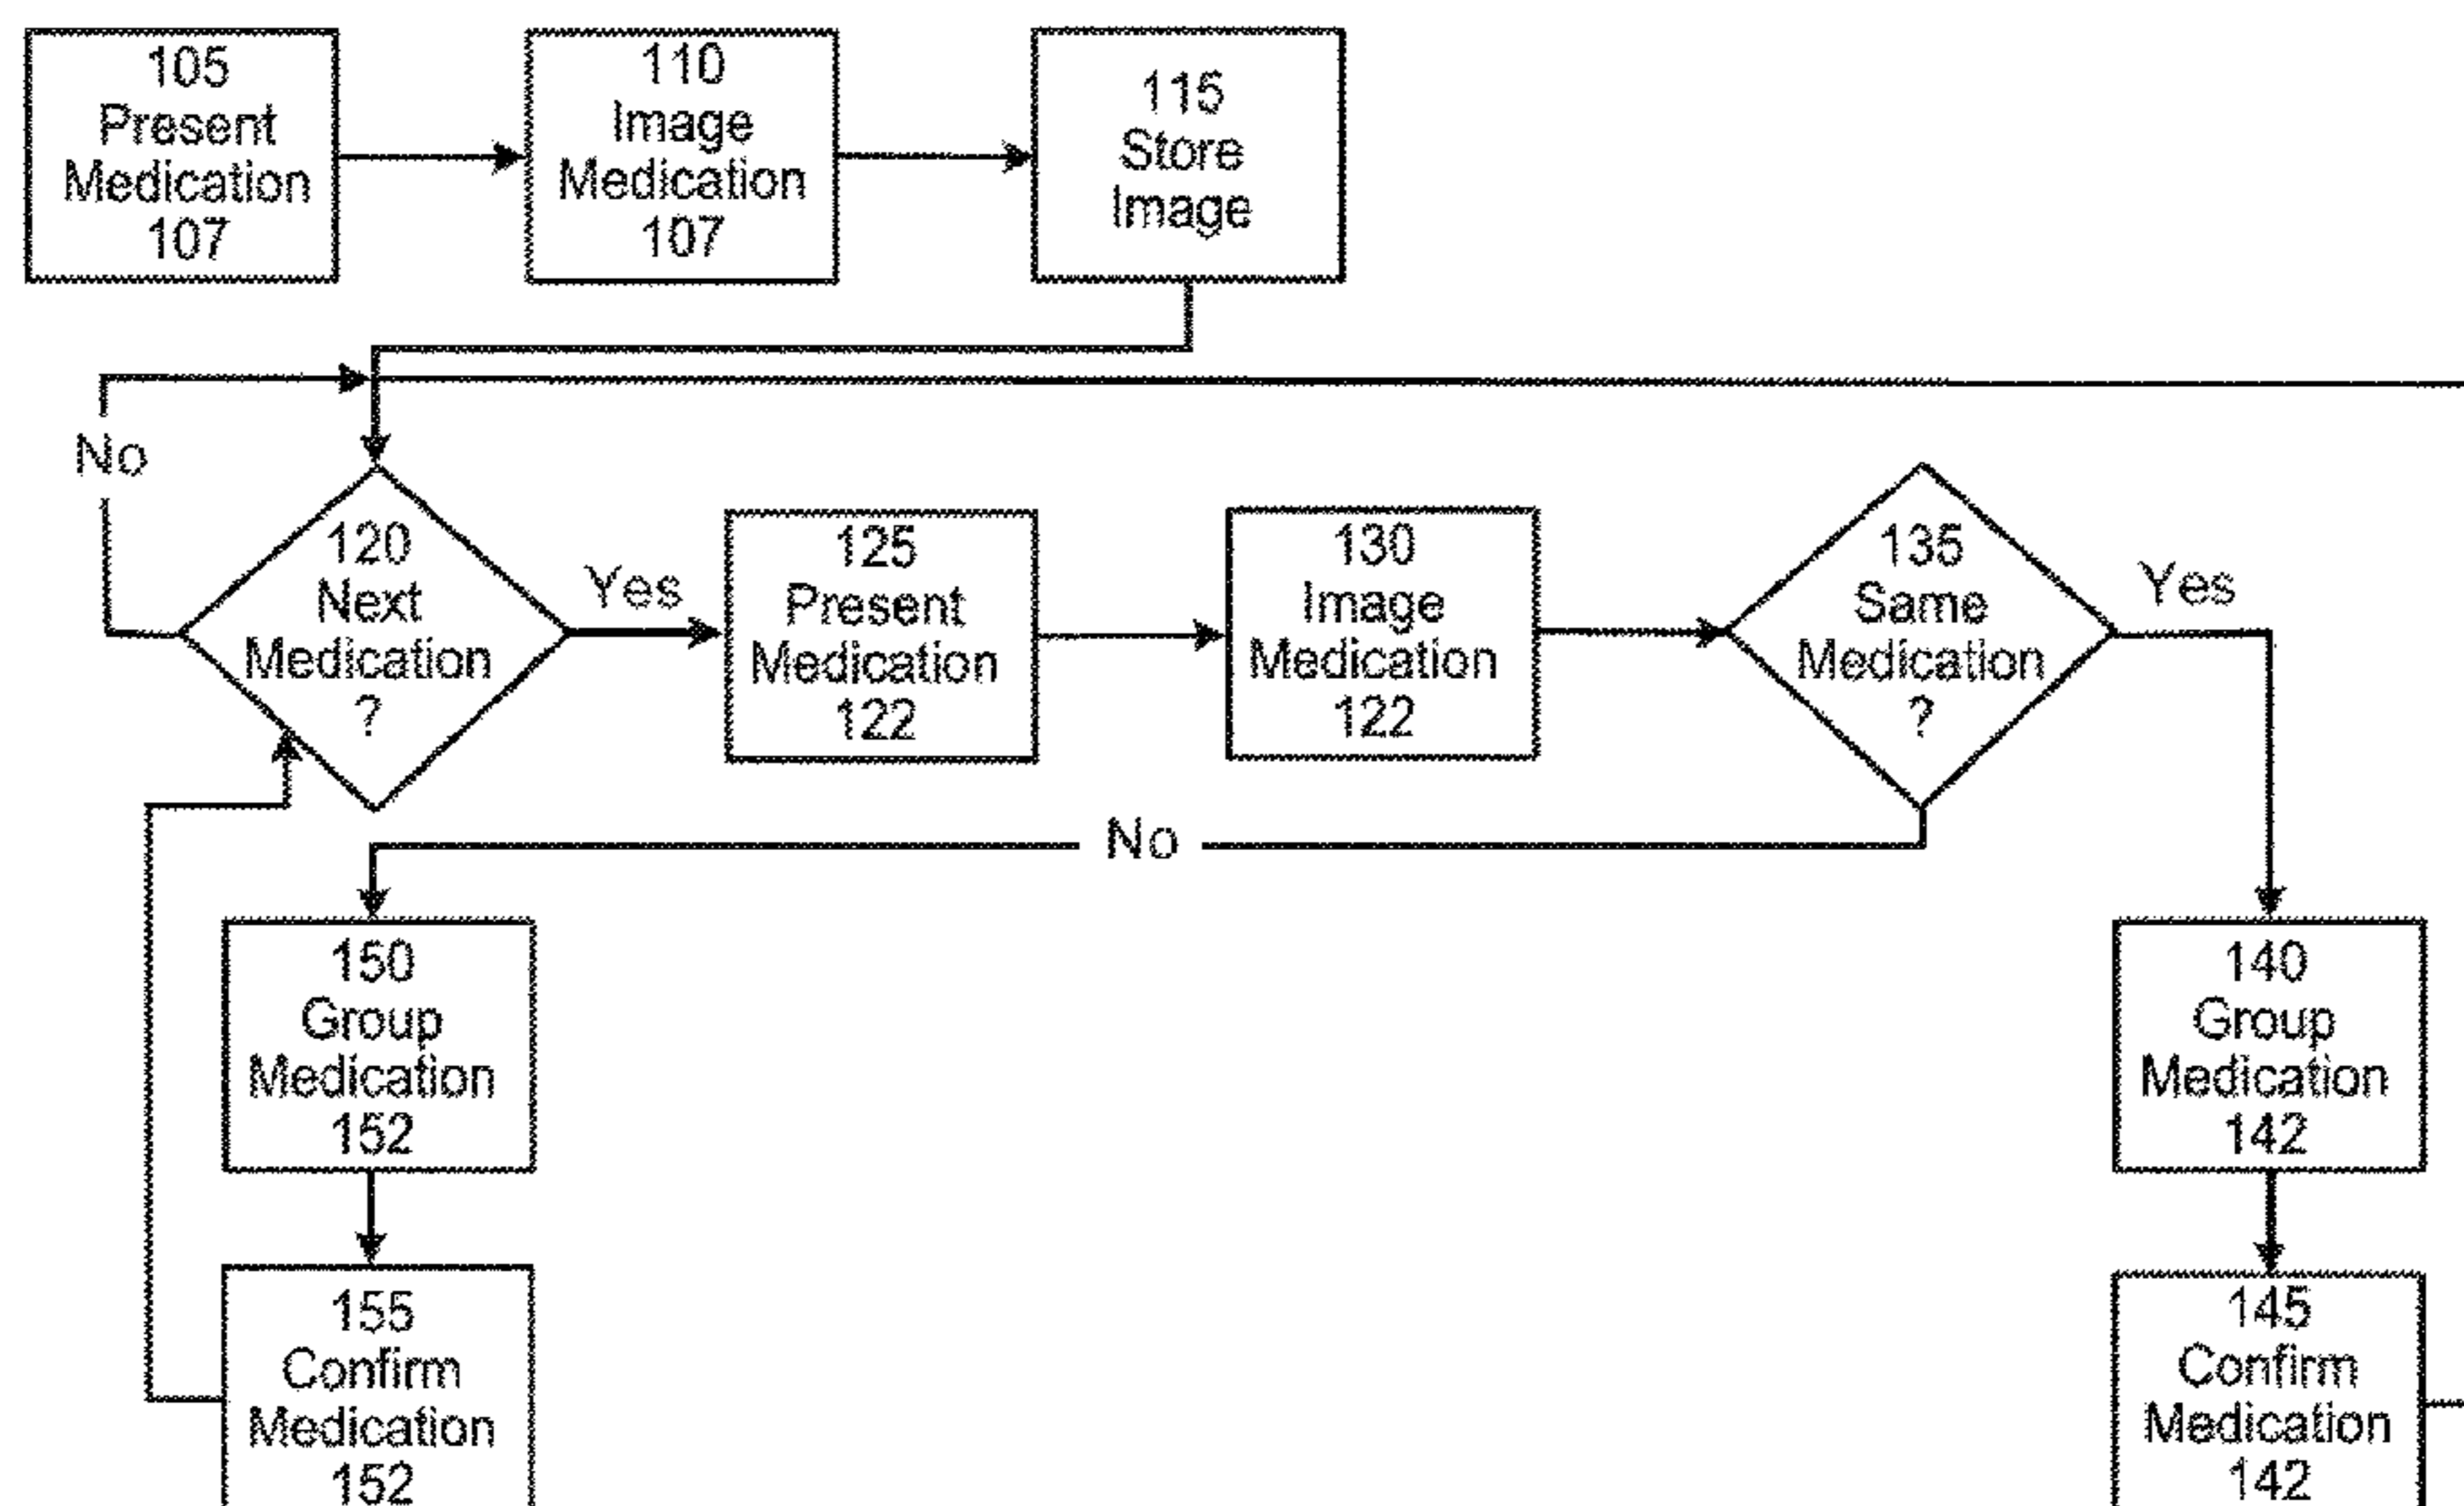 105
Present
Medication
107
110
Image
Medication
107
115
Store
Image
No
120
Next
Medication
?
Yes
125
Present
Medication
122
130
Image
Medication
122
135
Same
Medication
?
Yes
No
150
Group
Medication
152
140
Group
Medication
142
155
Confirm
Medication
152
145
Confirm
Medication
142